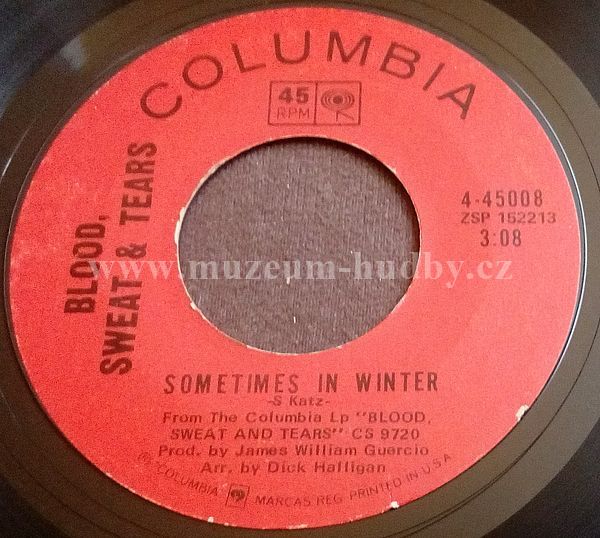 COLUMBIA
45
RPM
BLOOD,
SWEAT & TEARS
4-45008
ZSP 152213
3:08
www.muzeum-hudby.cz
SOMETIMES IN WINTER
-S Katz-
From The Columbia Lp "BLOOD,
SWEAT AND TEARS" CS 9720
Prod. by James William Guercio
Arr. by Dick Halligan
COLUMBIA MARCAS REG. PRINTED IN U.S.A.